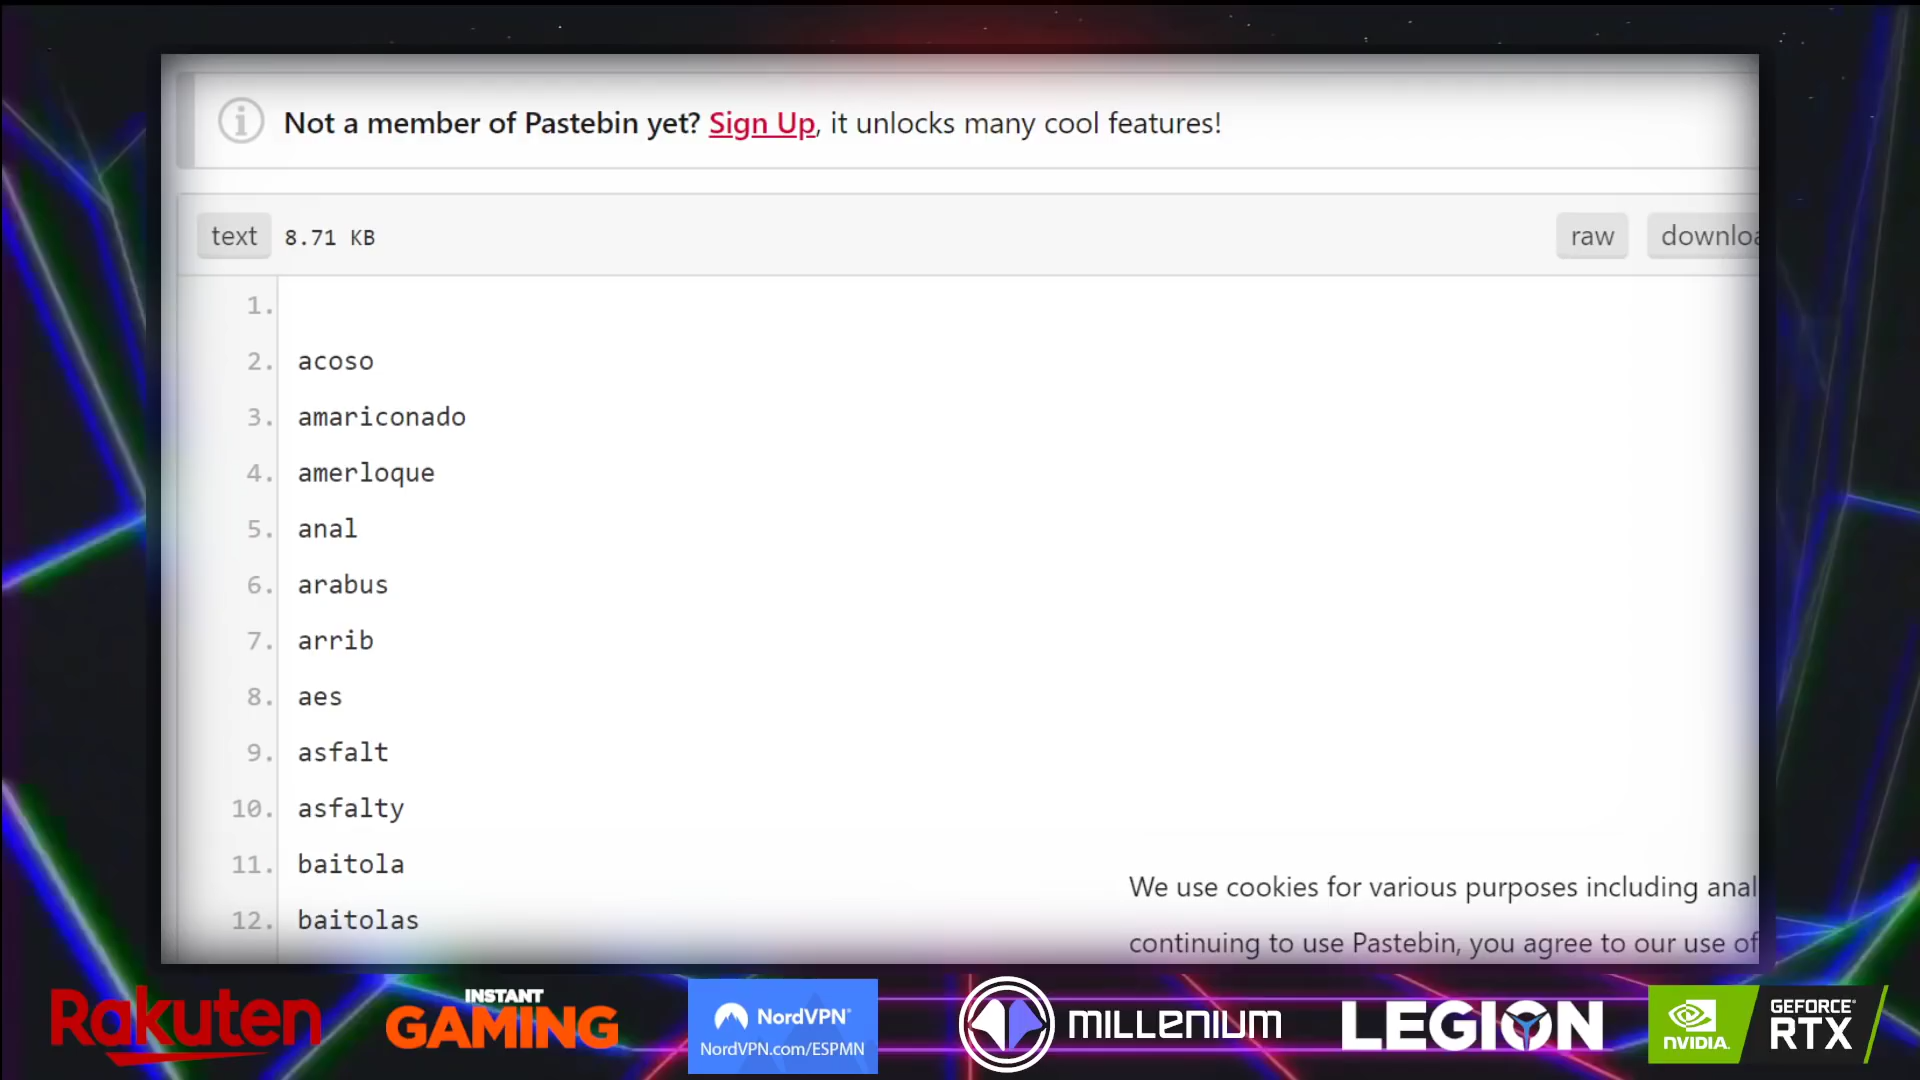 Not a member of Pastebin yet? Sign Up, it unlocks many cool features!
text 8.71 KB raw downloa
1.
2. acoso
3. amariconado
4. amerloque
5. anal
6. arabus
7. arrib
8. aes
9. asfalt
10. asfalty
11. baitola
12. baitolas
We use cookies for various purposes including anal
continuing to use Pastebin, you agree to our use of
Rakuten
INSTANT
GAMING
NordVPN
NordVPN.com/ESPMN
MILLENIUM
LEGION
NVIDIA
GEFORCE
RTX